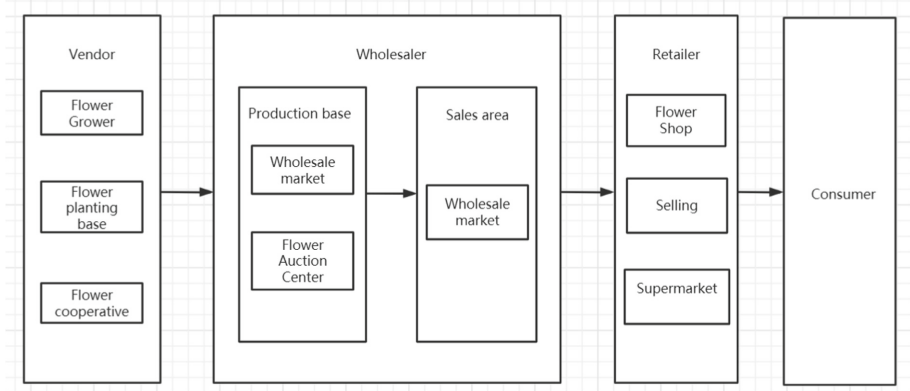 Vendor
Flower
Grower
Flower
planting
base
Flower
cooperative
Wholesaler
Production base
Wholesale
market
Flower
Auction
Center
Sales area
Wholesale
market
Retailer
Flower
Shop
Selling
Supermarket
Consumer